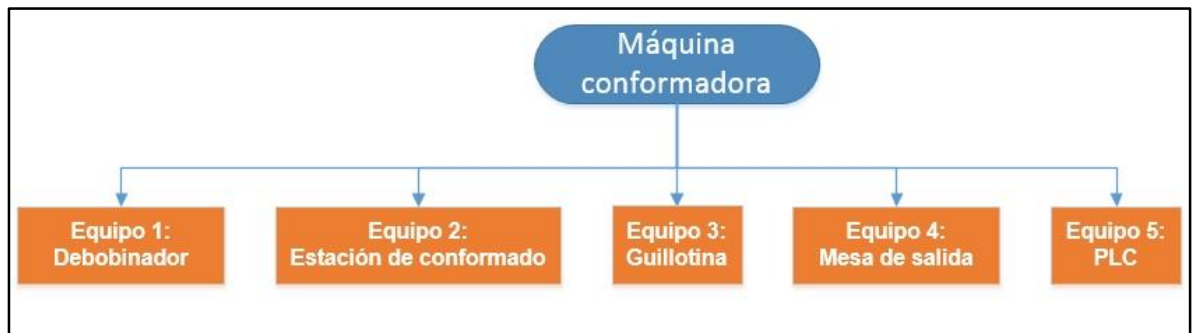 Máquina
conformadora
Equipo 1:
Debobinador
Equipo 2:
Estación de conformado
Equipo 3:
Guillotina
Equipo 4:
Mesa de salida
Equipo 5:
PLC